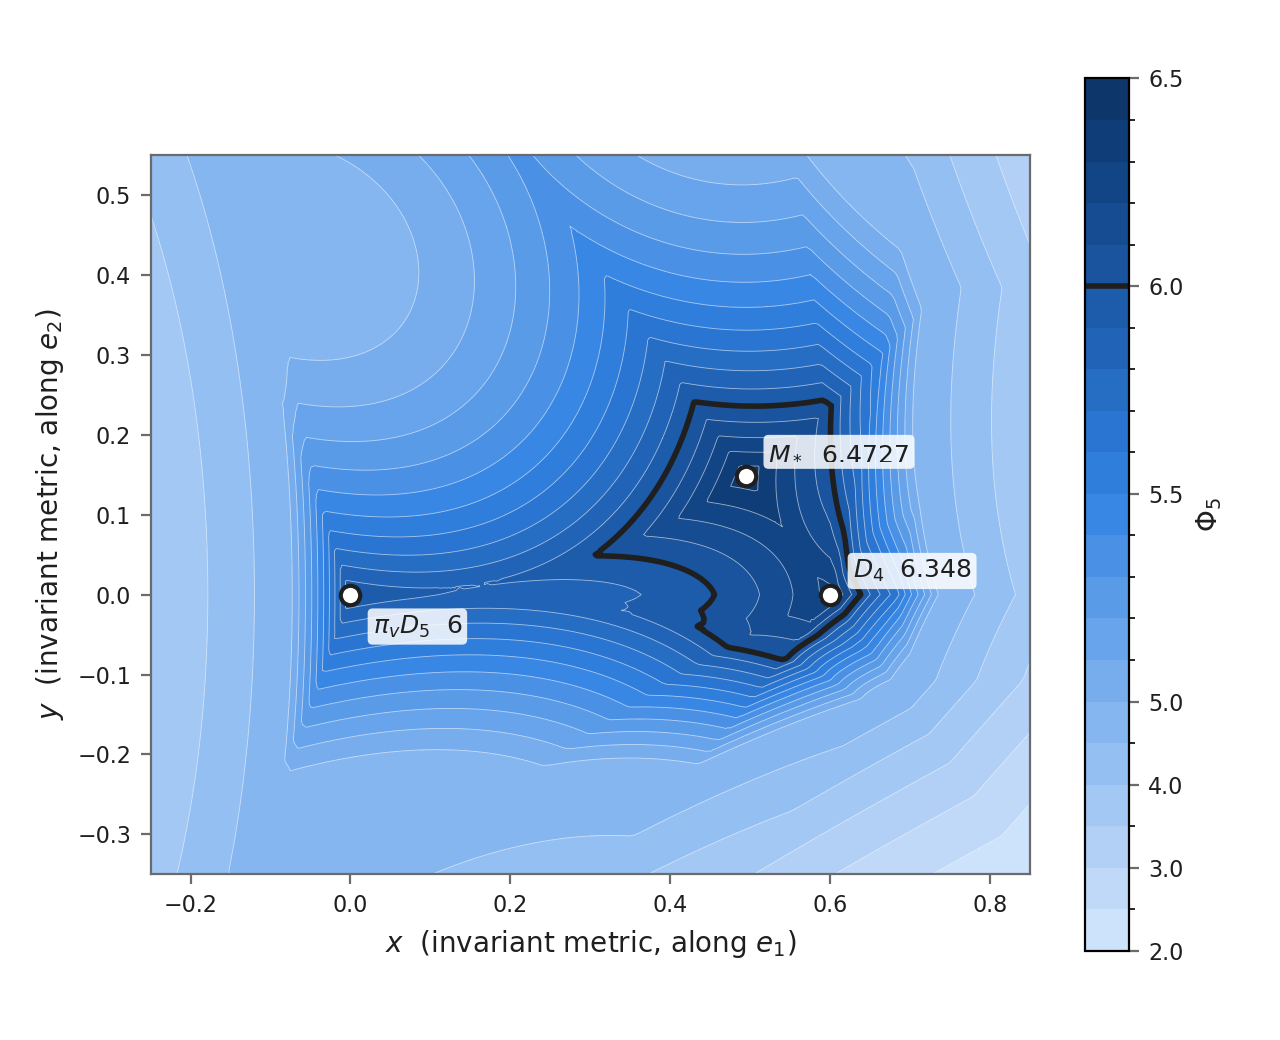 6.5
0.5
0.4
6.0
0.3
0.2
M* 6.4727
5.5
0.1
Φ5
D4 6.348
0.0
πvD5 6
−0.1
5.0
−0.2
4.0
−0.3
3.0
2.0
−0.2 0.0 0.2 0.4 0.6 0.8
x (invariant metric, along e1)
y (invariant metric, along e2)